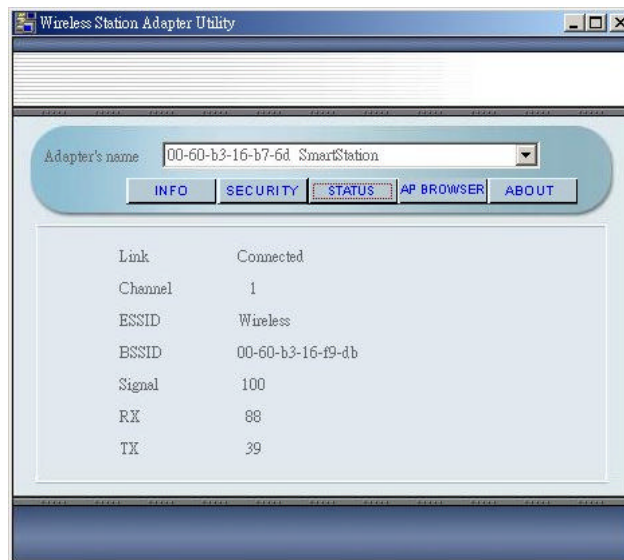 Wireless Station Adapter Utility
Adapter's name 00-60-b3-16-b7-6d SmartStation
INFO SECURITY STATUS AP BROWSER ABOUT
Link Connected
Channel 1
ESSID Wireless
BSSID 00-60-b3-16-f9-db
Signal 100
RX 88
TX 39